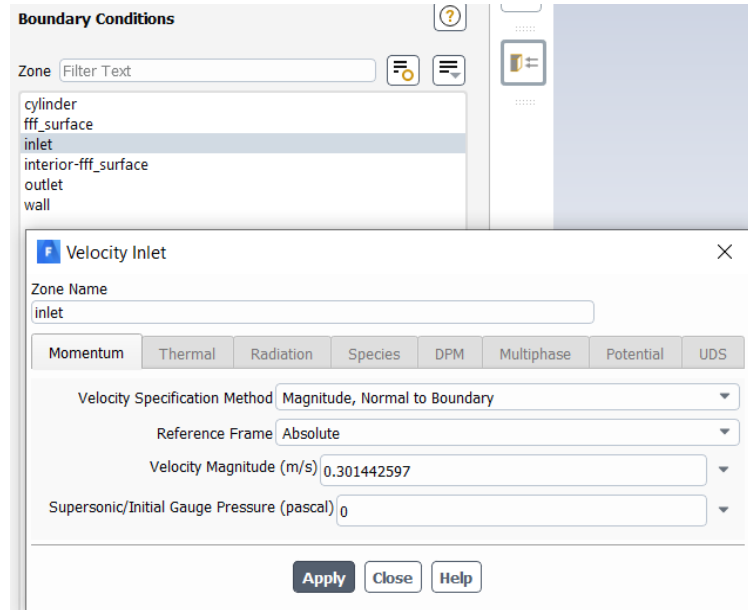 Boundary Conditions
?
Zone Filter Text
cylinder
fff_surface
inlet
interior-fff_surface
outlet
wall
F Velocity Inlet
Zone Name
inlet
Momentum Thermal Radiation Species DPM Multiphase Potential UDS
Velocity Specification Method Magnitude, Normal to Boundary
Reference Frame Absolute
Velocity Magnitude (m/s) 0.301442597
Supersonic/Initial Gauge Pressure (pascal) 0
Apply Close Help